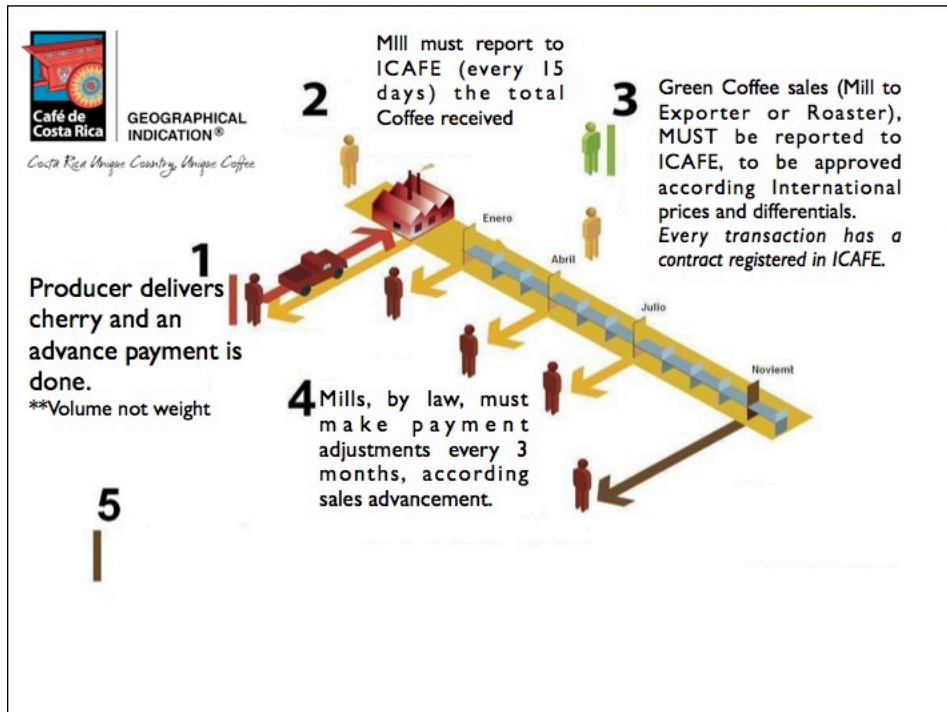 Café de
Costa Rica
GEOGRAPHICAL
INDICATION®
Costa Rica Unique Country, Unique Coffee
2
MIll must report to
ICAFE (every 15
days) the total
Coffee received
3
Green Coffee sales (Mill to
Exporter or Roaster),
MUST be reported to
ICAFE, to be approved
according International
prices and differentials.
Every transaction has a
contract registered in ICAFE.
1
Producer delivers
cherry and an
advance payment is
done.
**Volume not weight
Enero
Abril
Julio
Noviemt
4
Mills, by law, must
make payment
adjustments every 3
months, according
sales advancement.
5